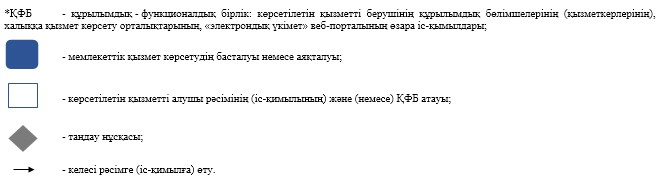 *ҚФБ - құрылымдық - функционалдық бірлік: көрсетілетін қызметті берушінің құрылымдық бөлімшелерінің (қызметкерлерінің),
халыққа қызмет көрсету орталықтарының, «электрондық үкімет» веб-порталының өзара іс-қимылдары;
- мемлекеттік қызмет көрсетудің басталуы немесе аяқталуы;
- көрсетілетін қызметті алушы рәсімінің (іс-қимылының) және (немесе) ҚФБ атауы;
- таңдау нұсқасы;
- келесі рәсімге (іс-қимылға) өту.